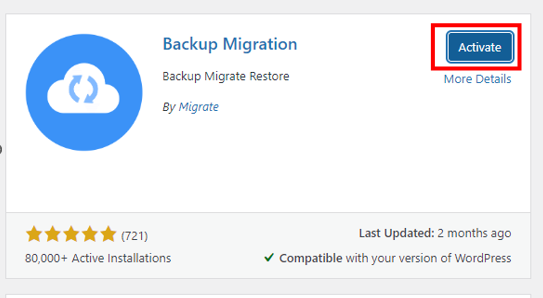 Backup Migration
Activate
Backup Migrate Restore
More Details
By Migrate
(721)
Last Updated: 2 months ago
80,000+ Active Installations
Compatible with your version of WordPress